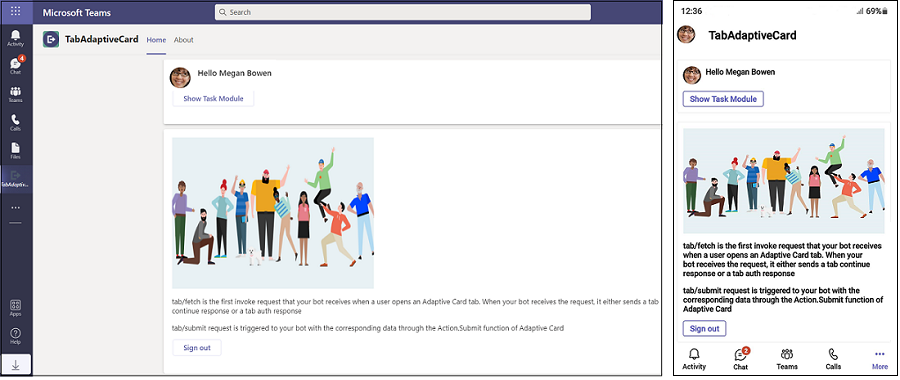 Microsoft Teams
Search
Activity
4
Chat
Teams
Calls
Files
TabAdaptiv...
Apps
Help
TabAdaptiveCard
Home
About
Hello Megan Bowen
Show Task Module
tab/fetch is the first invoke request that your bot receives when a user opens an Adaptive Card tab. When your bot receives the request, it either sends a tab
continue response or a tab auth response
tab/submit request is triggered to your bot with the corresponding data through the Action.Submit function of Adaptive Card
Sign out
12:36
69%
TabAdaptiveCard
Hello Megan Bowen
Show Task Module
tab/fetch is the first invoke request that your bot receives
when a user opens an Adaptive Card tab. When your
bot receives the request, it either sends a tab continue
response or a tab auth response
tab/submit request is triggered to your bot with the
corresponding data through the Action.Submit function of
Adaptive Card
Sign out
Activity
2
Chat
Teams
Calls
More